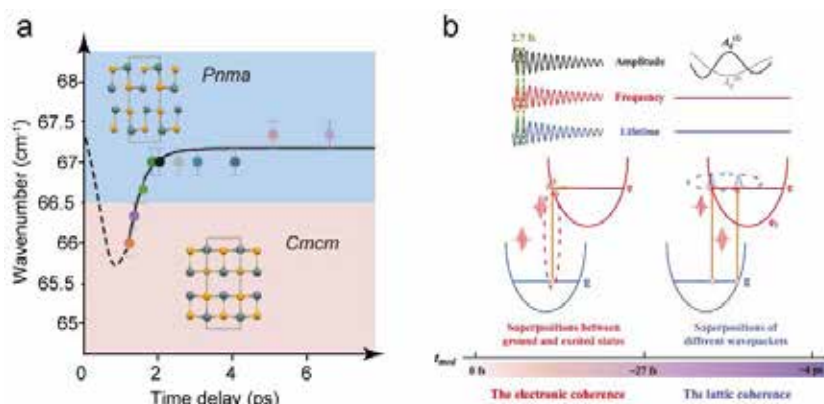 a
Pnma
Cmcm
Wavenumber (cm⁻¹)
68
67.5
67
66.5
66
65.5
65
0
2
4
6
Time delay (ps)
b
2.7 fs
Amplitude
Frequency
Lifetime
E
E
g
g
Superpositions between
ground and excited states
Superpositions of
different wavepackets
0 fs
~27 fs
~4 ps
The electronic coherence
The lattic coherence